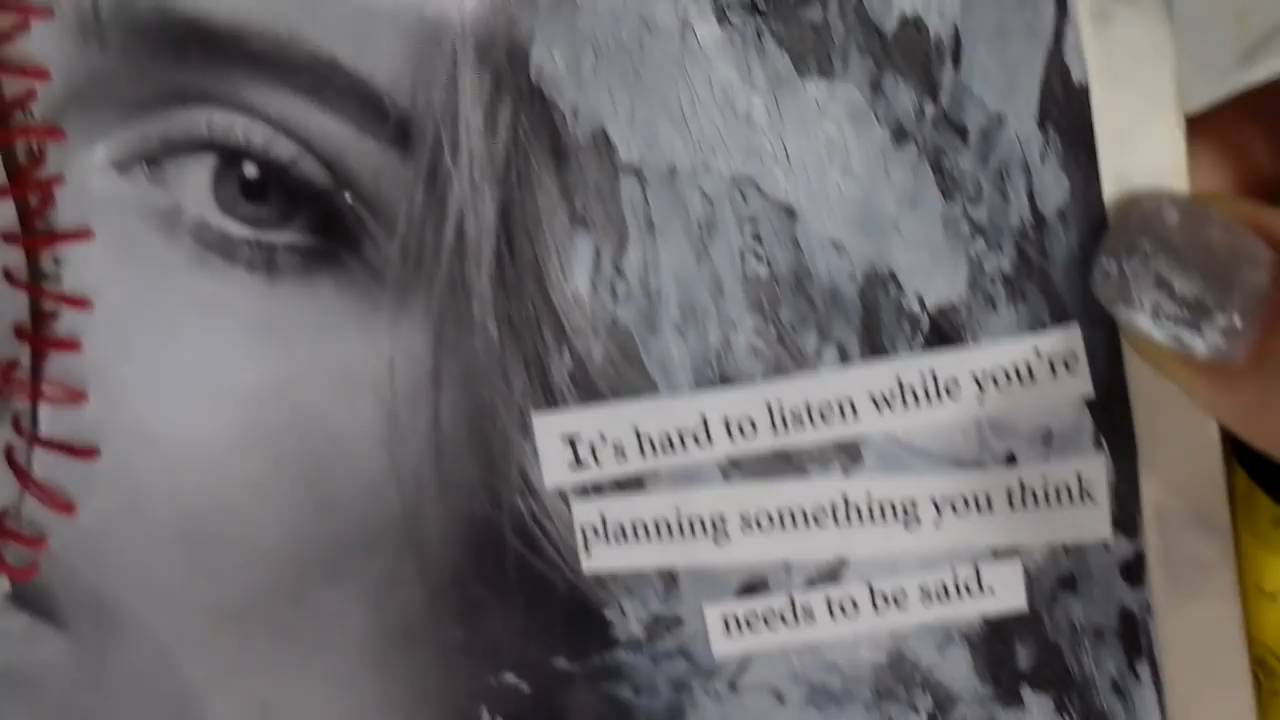 It's hard to listen while you're
planning something you think
needs to be said.